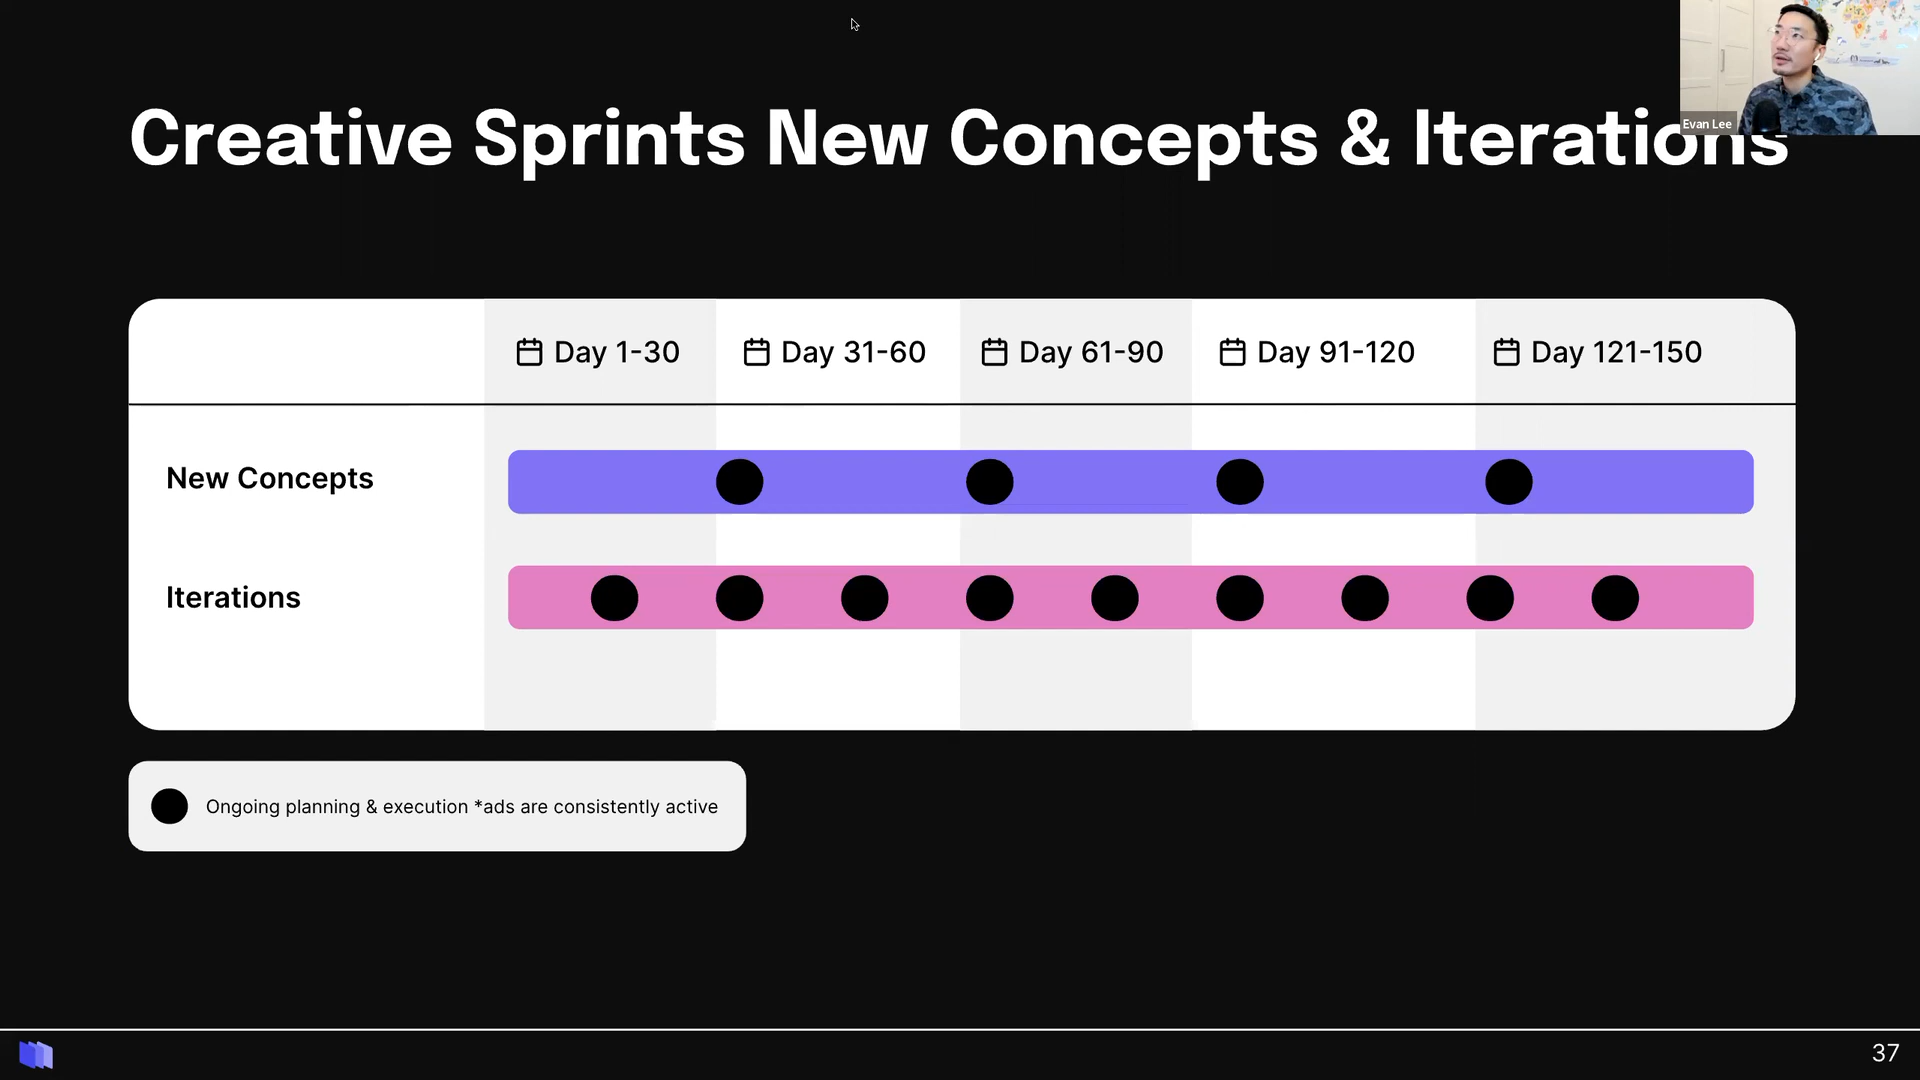 Evan Lee
Creative Sprints New Concepts & Iterations
Day 1-30
Day 31-60
Day 61-90
Day 91-120
Day 121-150
New Concepts
Iterations
Ongoing planning & execution *ads are consistently active
37